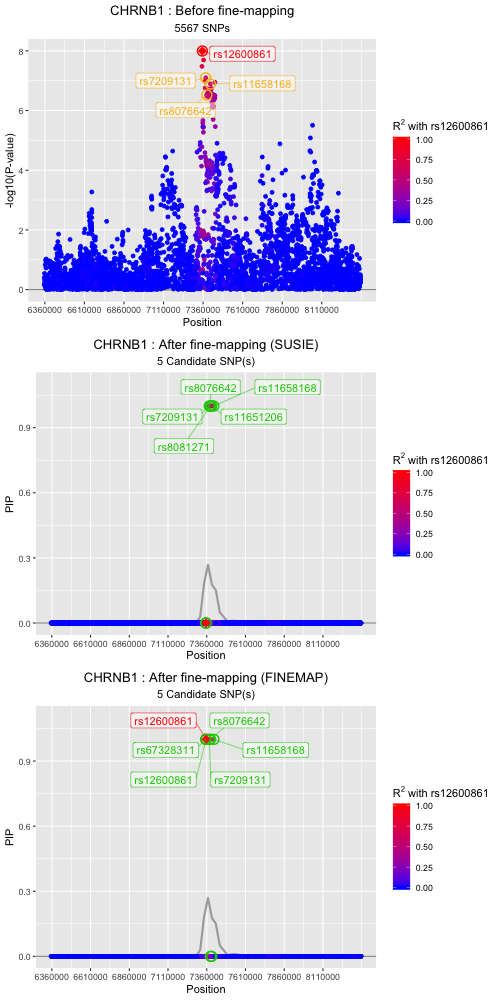 CHRNB1 : Before fine-mapping
5567 SNPs
8
6
4
2
0
-log10(P-value)
rs12600861
rs7209131
rs11658168
rs8076642
6360000 6610000 6860000 7110000 7360000 7610000 7860000 8110000
Position
R2 with rs12600861
1.00
0.75
0.50
0.25
0.00
CHRNB1 : After fine-mapping (SUSIE)
5 Candidate SNP(s)
0.9
0.6
0.3
0.0
PIP
rs8076642
rs11658168
rs7209131
rs11651206
rs8081271
6360000 6610000 6860000 7110000 7360000 7610000 7860000 8110000
Position
R2 with rs12600861
1.00
0.75
0.50
0.25
0.00
CHRNB1 : After fine-mapping (FINEMAP)
5 Candidate SNP(s)
0.9
0.6
0.3
0.0
PIP
rs12600861
rs8076642
rs67328311
rs11658168
rs12600861
rs7209131
6360000 6610000 6860000 7110000 7360000 7610000 7860000 8110000
Position
R2 with rs12600861
1.00
0.75
0.50
0.25
0.00